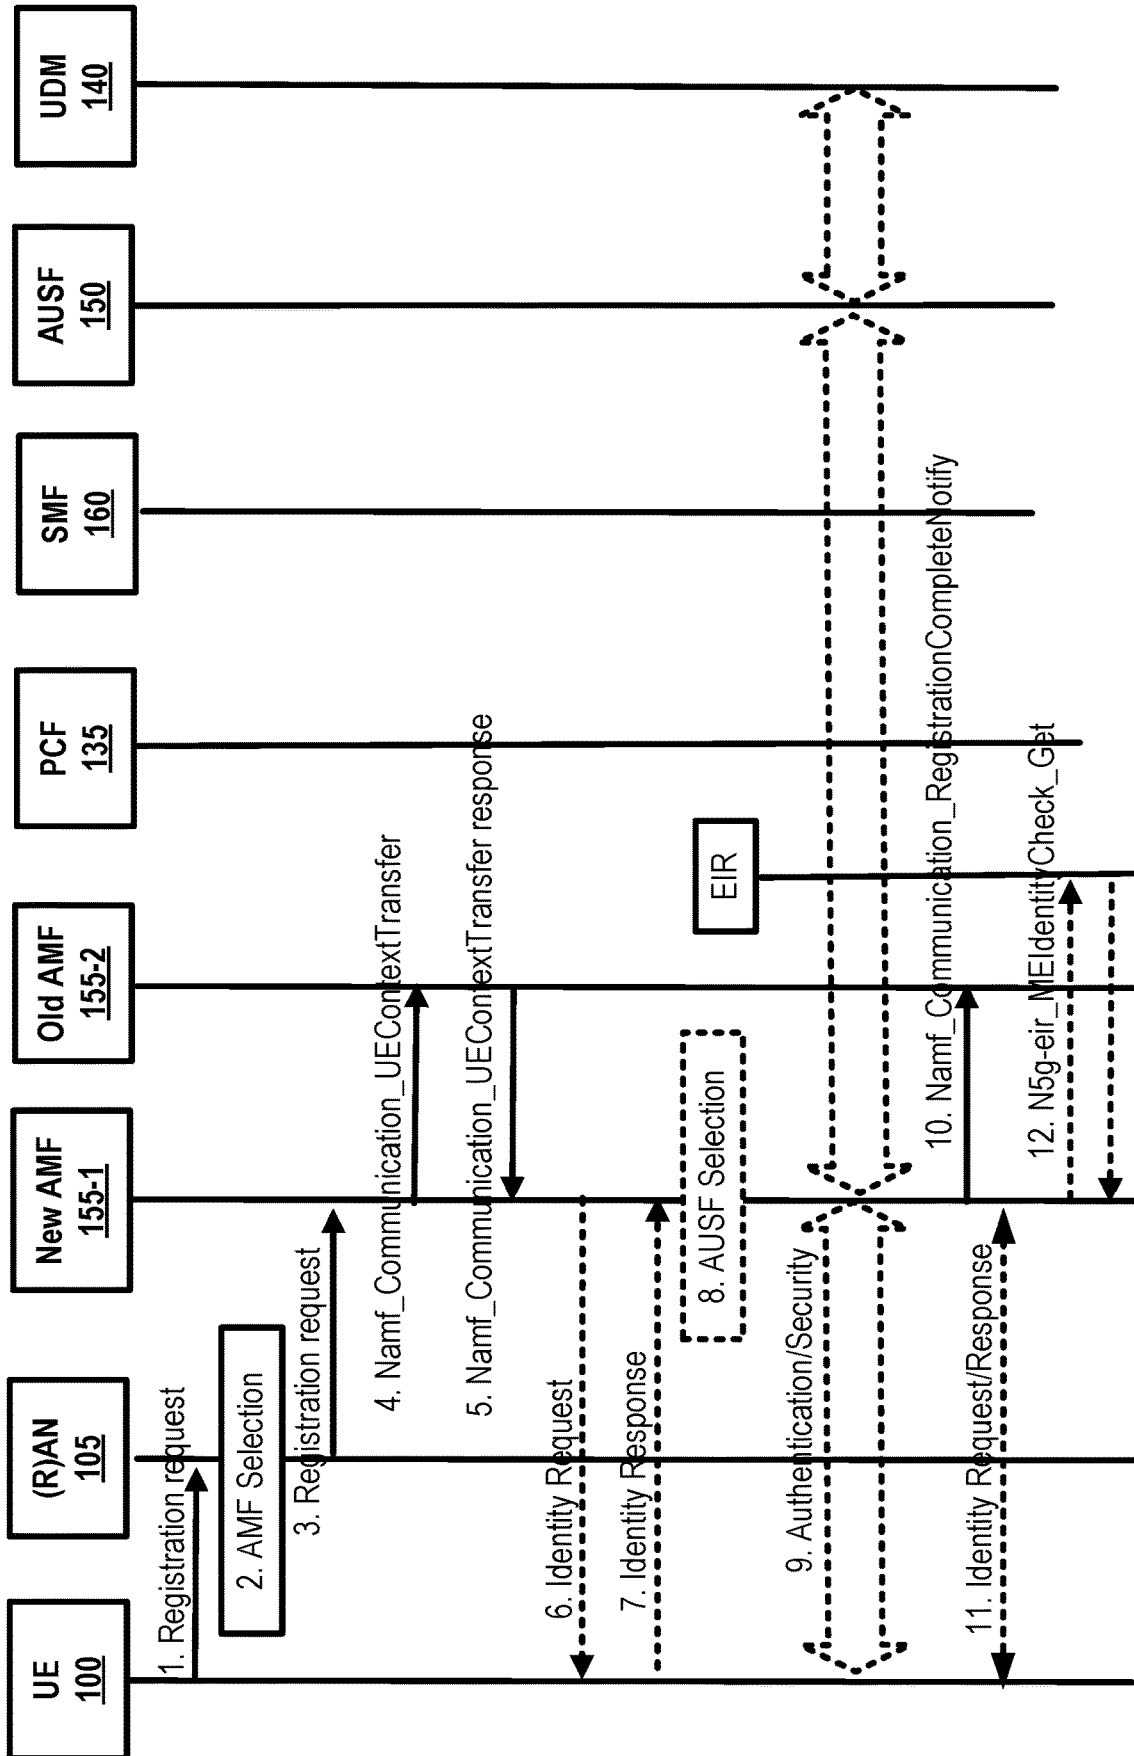 UE
100
(R)AN
105
New AMF
155-1
Old AMF
155-2
PCF
135
SMF
160
AUSF
150
UDM
140
1. Registration request
2. AMF Selection
3. Registration request
4. Namf_Communication_UEContextTransfer
5. Namf_Communication_UEContextTransfer response
6. Identity Request
7. Identity Response
8. AUSF Selection
EIR
9. Authentication/Security
10. Namf_Communication_RegistrationCompleteNotify
11. Identity Request/Response
12. N5g-eir_MEIdentityCheck_Get